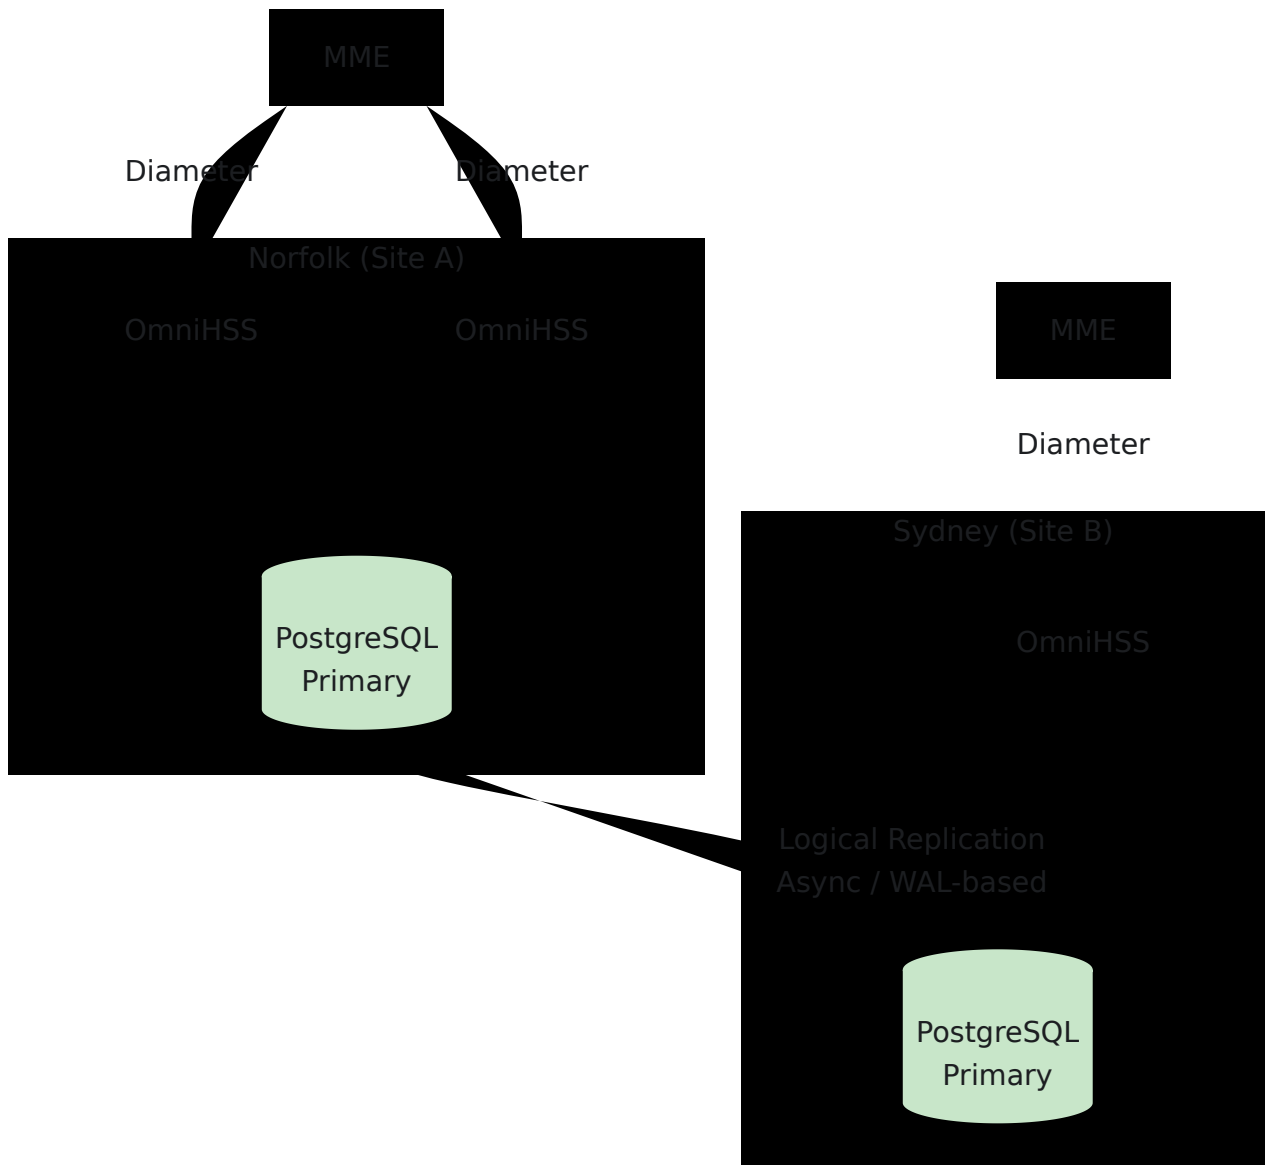 MME
Diameter
Diameter
Norfolk (Site A)
OmniHSS
OmniHSS
MME
Diameter
Sydney (Site B)
PostgreSQL
Primary
OmniHSS
Logical Replication
Async / WAL-based
PostgreSQL
Primary